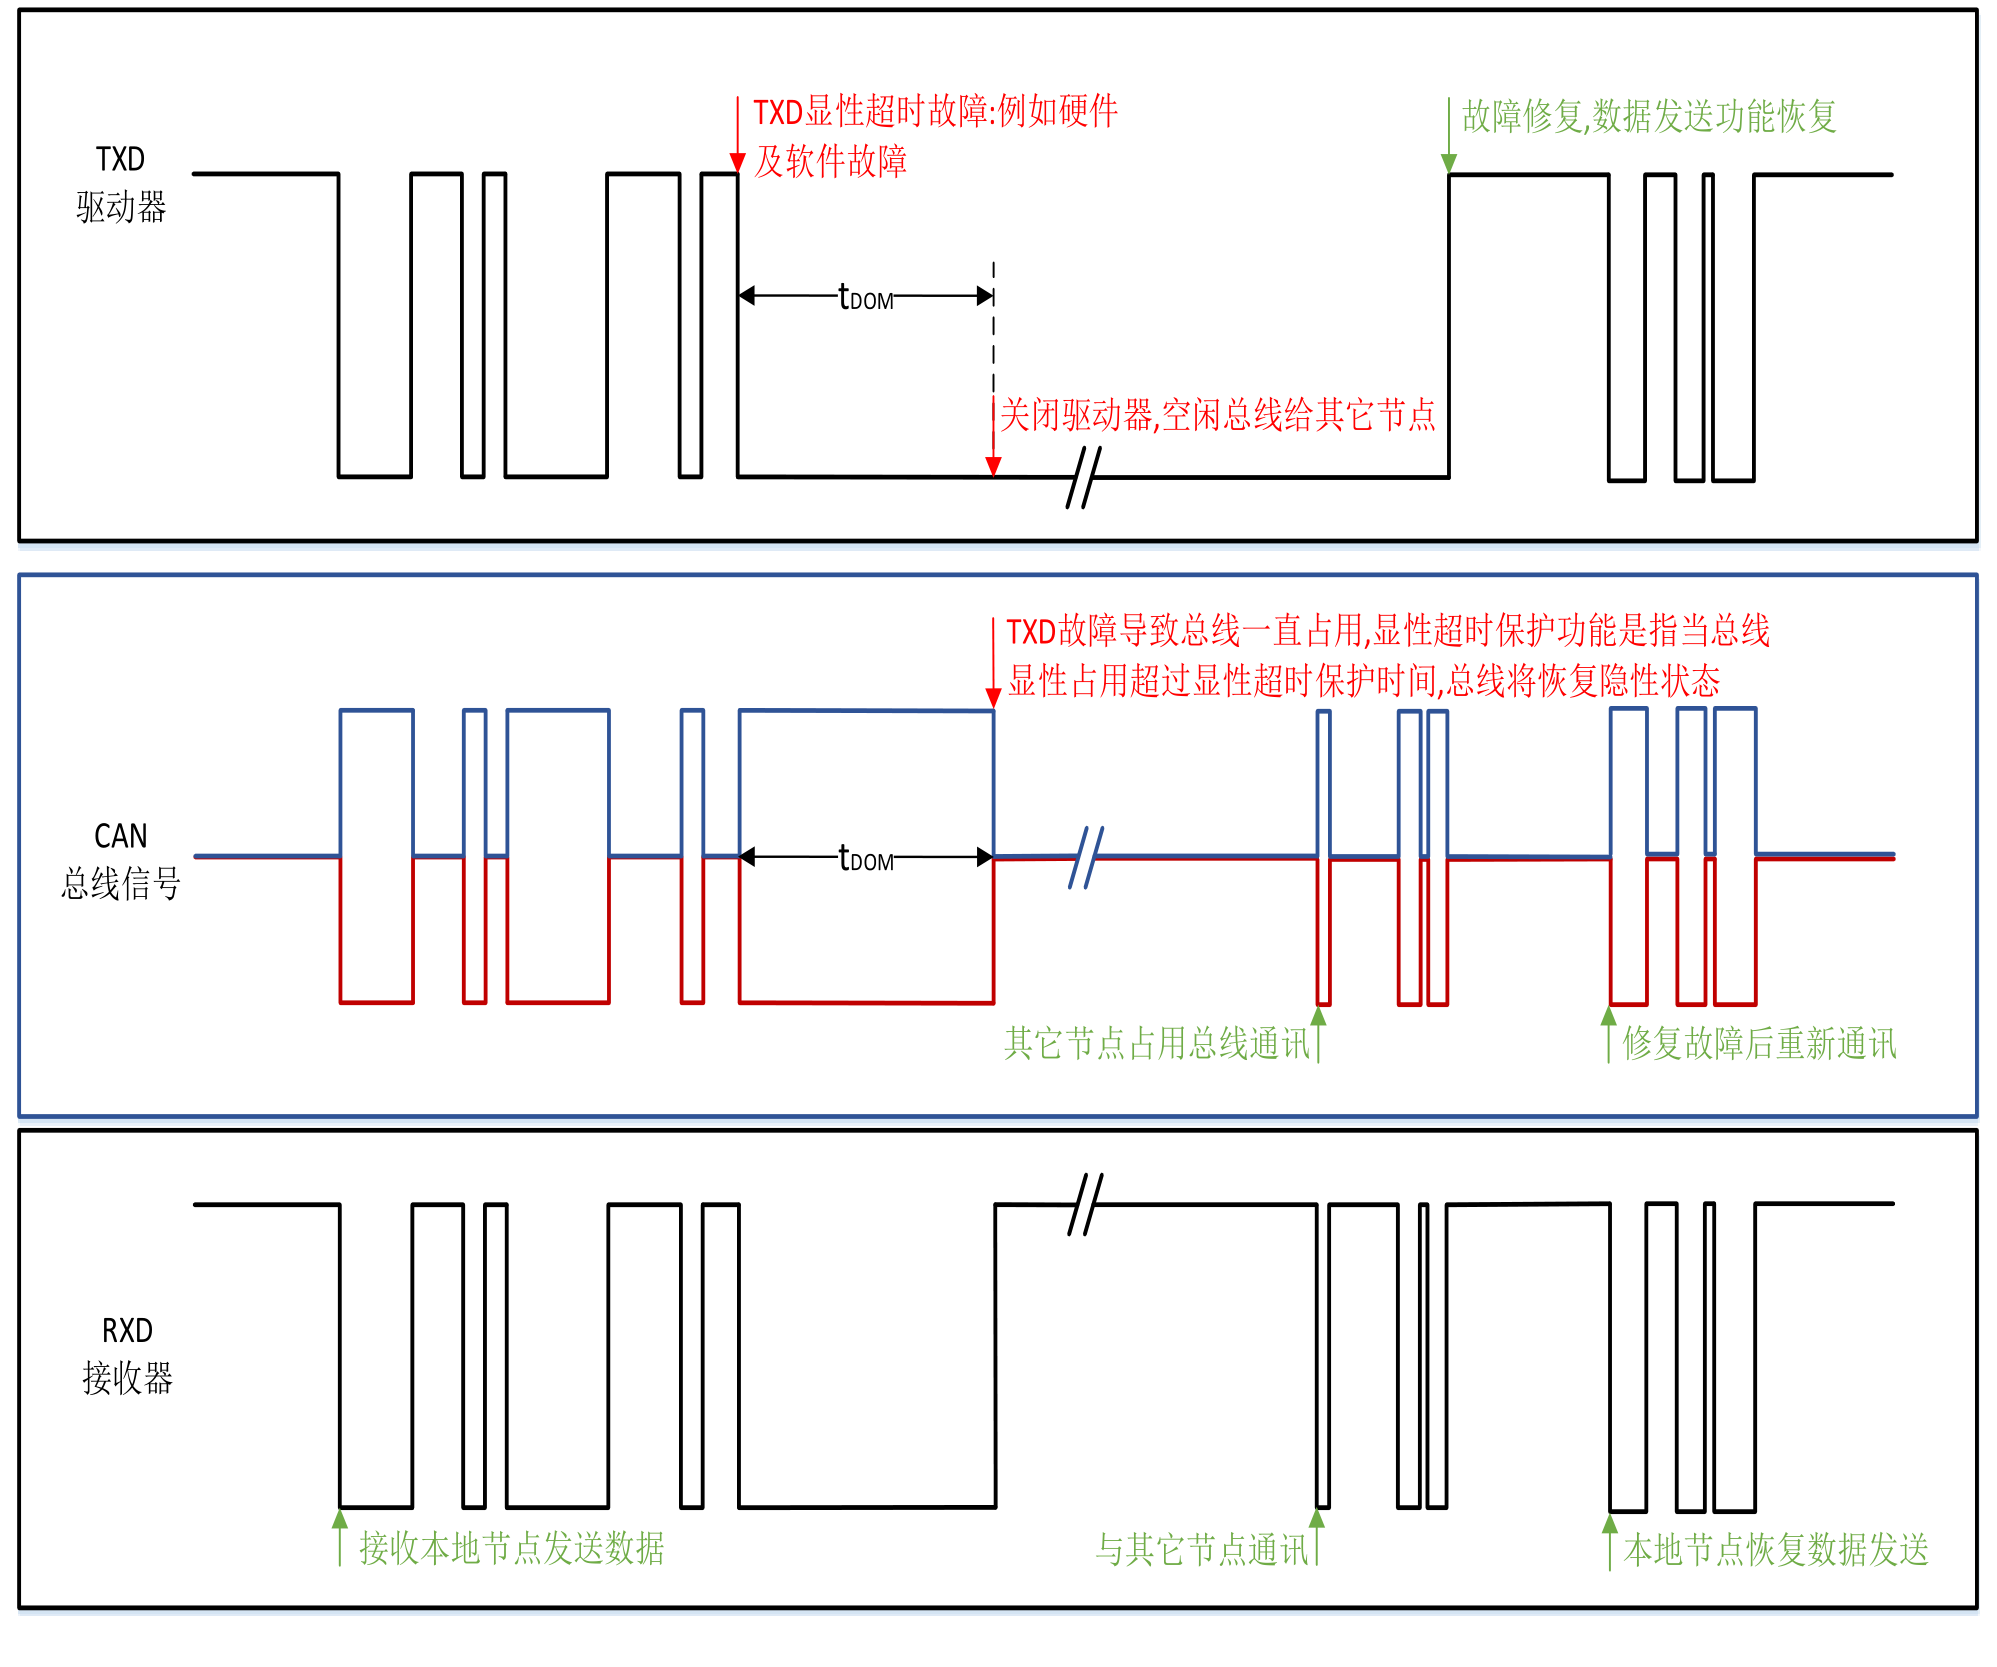 TXD显性超时故障:例如硬件
及软件故障
故障修复,数据发送功能恢复
TXD
驱动器
tDOM
关闭驱动器,空闲总线给其它节点
TXD故障导致总线一直占用,显性超时保护功能是指当总线
显性占用超过显性超时保护时间,总线将恢复隐性状态
CAN
总线信号
tDOM
其它节点占用总线通讯
修复故障后重新通讯
RXD
接收器
接收本地节点发送数据
与其它节点通讯
本地节点恢复数据发送